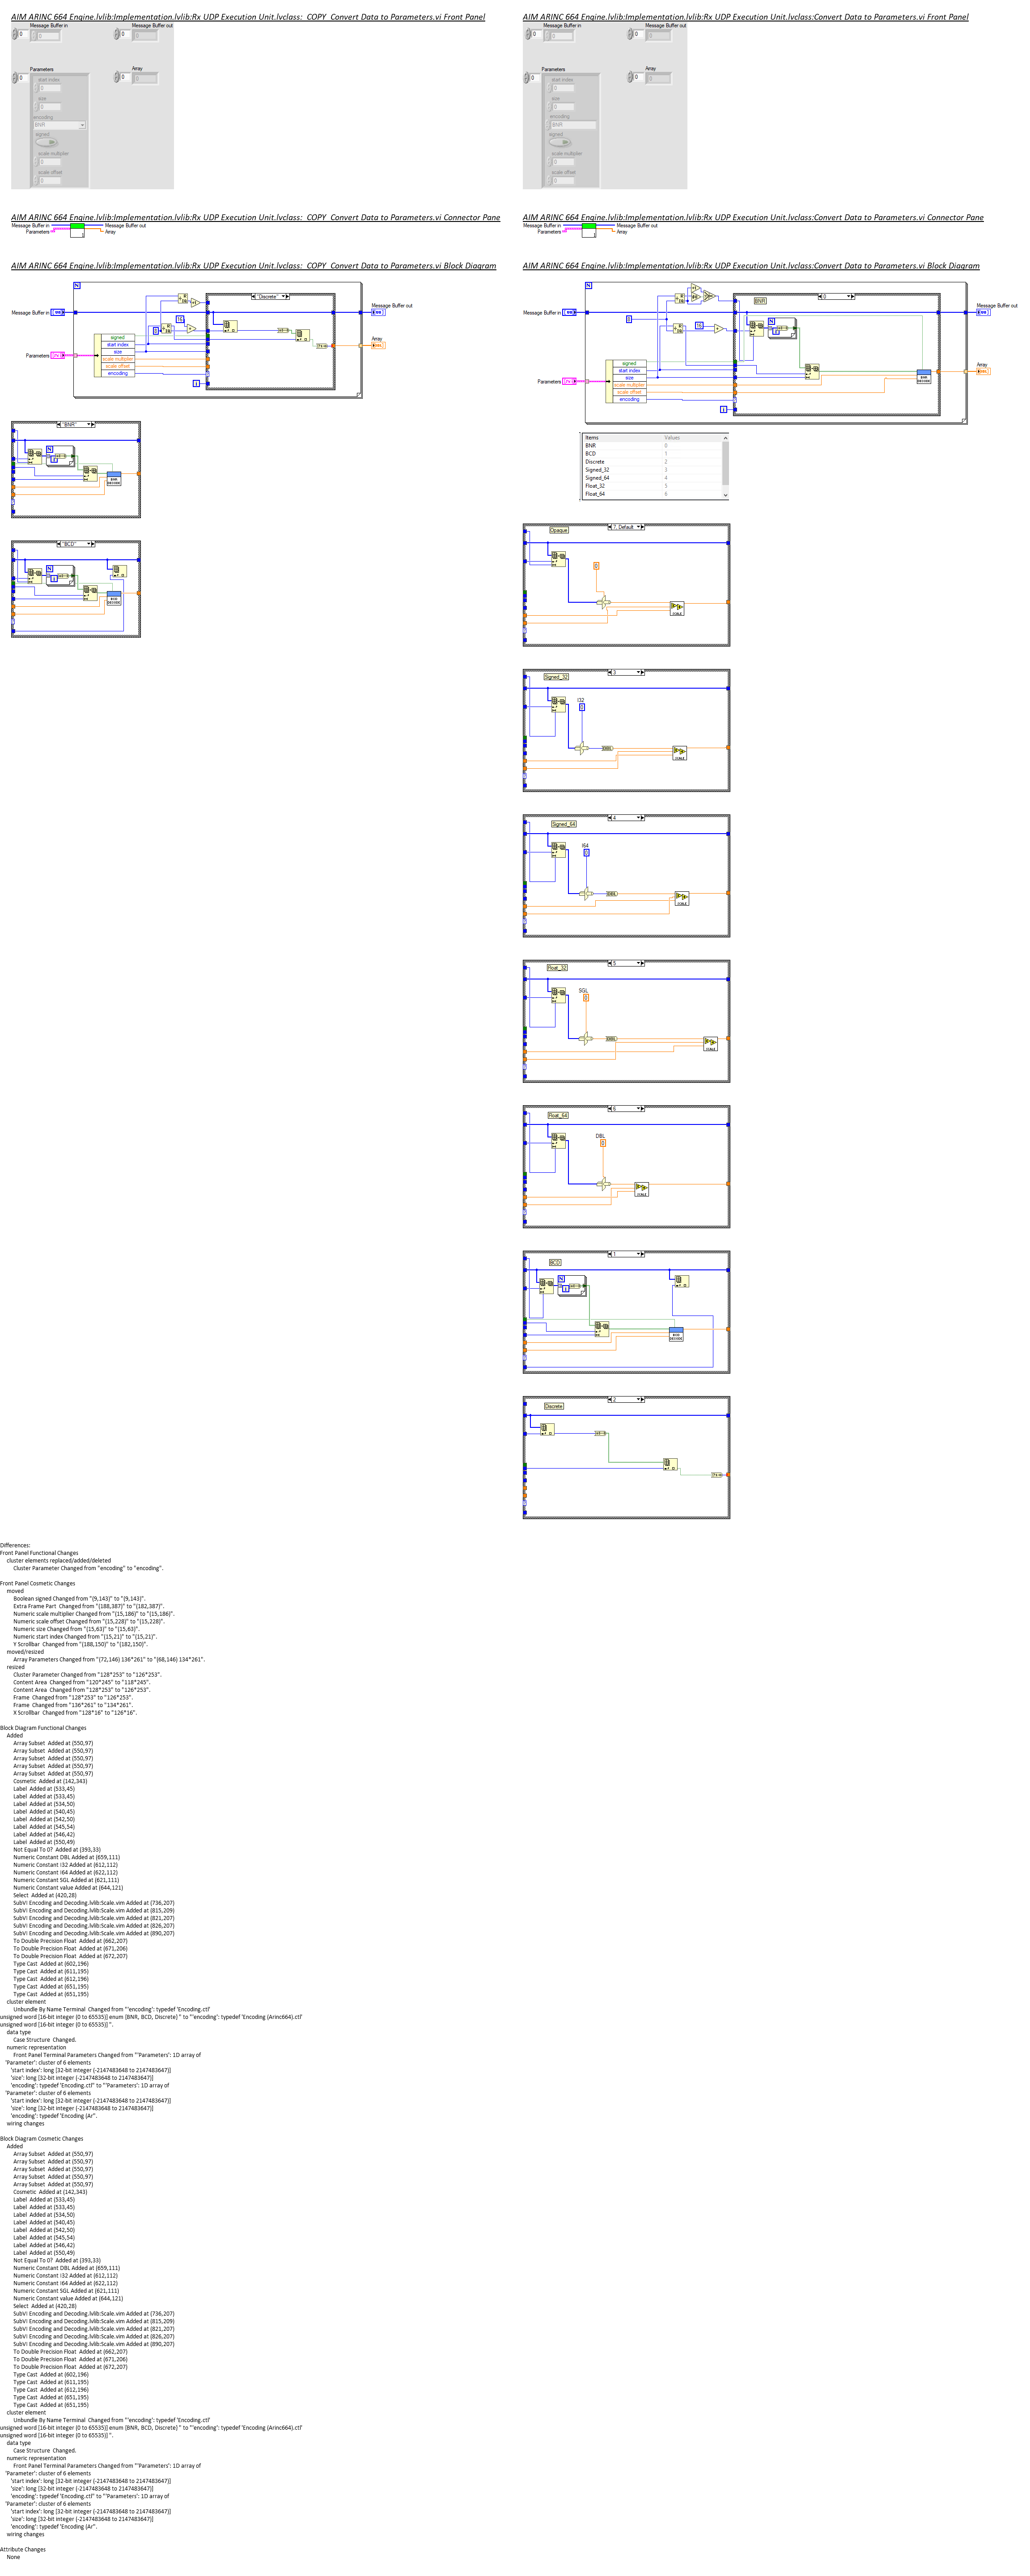 AIM ARINC 664 Engine.lvlib:Implementation.lvlib:Rx UDP Execution Unit.lvclass:_COPY_Convert Data to Parameters.vi Front Panel
Message Buffer in
Message Buffer out
0
0
0
0
Parameters
Array
0
0
0
start index
0
size
0
encoding
BNR
signed
scale multiplier
0
scale offset
0
AIM ARINC 664 Engine.lvlib:Implementation.lvlib:Rx UDP Execution Unit.lvclass:Convert Data to Parameters.vi Front Panel
Message Buffer in
Message Buffer out
0
0
0
0
Parameters
Array
0
0
0
start index
0
size
0
encoding
BNR
signed
scale multiplier
0
scale offset
0
AIM ARINC 664 Engine.lvlib:Implementation.lvlib:Rx UDP Execution Unit.lvclass:_COPY_Convert Data to Parameters.vi Connector Pane
Message Buffer in
Message Buffer out
Parameters
Array
AIM ARINC 664 Engine.lvlib:Implementation.lvlib:Rx UDP Execution Unit.lvclass:Convert Data to Parameters.vi Connector Pane
Message Buffer in
Message Buffer out
Parameters
Array
AIM ARINC 664 Engine.lvlib:Implementation.lvlib:Rx UDP Execution Unit.lvclass:_COPY_Convert Data to Parameters.vi Block Diagram
N
"Discrete"
Message Buffer in
Message Buffer out
Array
signed
start index
size
scale multiplier
scale offset
encoding
Parameters
i
"BNR"
N
i
BNR
DECODE
"BCD"
N
i
BNR
DECODE
AIM ARINC 664 Engine.lvlib:Implementation.lvlib:Rx UDP Execution Unit.lvclass:Convert Data to Parameters.vi Block Diagram
N
0
BNR
Message Buffer in
Message Buffer out
N
i
Array
signed
start index
size
scale multiplier
scale offset
encoding
Parameters
BNR
DECODE
i
Items Values
BNR 0
BCD 1
Discrete 2
Signed_32 3
Signed_64 4
Float_32 5
Float_64 6
7, Default
Opaque
0
SCALE
3
Signed_32
I32
0
DBL
SCALE
4
Signed_64
I64
0
DBL
SCALE
5
Float_32
SGL
0
DBL
SCALE
6
Float_64
DBL
0
SCALE
1
BCD
N
i
BNR
DECODE
2
Discrete
Differences:
Front Panel Functional Changes
cluster elements replaced/added/deleted
Cluster Parameter Changed from "encoding" to "encoding".
Front Panel Cosmetic Changes
moved
Boolean signed Changed from "(9,143)" to "(9,143)".
Extra Frame Part  Changed from "(188,387)" to "(182,387)".
Numeric scale multiplier Changed from "(15,186)" to "(15,186)".
Numeric scale offset Changed from "(15,228)" to "(15,228)".
Numeric size Changed from "(15,63)" to "(15,63)".
Numeric start index Changed from "(15,21)" to "(15,21)".
Y Scrollbar  Changed from "(188,150)" to "(182,150)".
moved/resized
Array Parameters Changed from "(72,146) 136*261" to "(68,146) 134*261".
resized
Cluster Parameter Changed from "128*253" to "126*253".
Content Area  Changed from "120*245" to "118*245".
Content Area  Changed from "128*253" to "126*253".
Frame  Changed from "128*253" to "126*253".
Frame  Changed from "136*261" to "134*261".
X Scrollbar  Changed from "128*16" to "126*16".
Block Diagram Functional Changes
Added
Array Subset  Added at (550,97)
Array Subset  Added at (550,97)
Array Subset  Added at (550,97)
Array Subset  Added at (550,97)
Array Subset  Added at (550,97)
Cosmetic  Added at (142,343)
Label  Added at (533,45)
Label  Added at (533,45)
Label  Added at (534,50)
Label  Added at (540,45)
Label  Added at (542,50)
Label  Added at (545,54)
Label  Added at (546,42)
Label  Added at (550,49)
Not Equal To 0?  Added at (393,33)
Numeric Constant DBL Added at (659,111)
Numeric Constant I32 Added at (612,112)
Numeric Constant I64 Added at (622,112)
Numeric Constant SGL Added at (621,111)
Numeric Constant value Added at (644,121)
Select  Added at (420,28)
SubVI Encoding and Decoding.lvlib:Scale.vim Added at (736,207)
SubVI Encoding and Decoding.lvlib:Scale.vim Added at (815,209)
SubVI Encoding and Decoding.lvlib:Scale.vim Added at (821,207)
SubVI Encoding and Decoding.lvlib:Scale.vim Added at (826,207)
SubVI Encoding and Decoding.lvlib:Scale.vim Added at (890,207)
To Double Precision Float  Added at (662,207)
To Double Precision Float  Added at (671,206)
To Double Precision Float  Added at (672,207)
Type Cast  Added at (602,196)
Type Cast  Added at (611,195)
Type Cast  Added at (612,196)
Type Cast  Added at (651,195)
Type Cast  Added at (651,195)
cluster element
Unbundle By Name Terminal  Changed from "'encoding': typedef 'Encoding.ctl'
unsigned word [16-bit integer (0 to 65535)] enum {BNR, BCD, Discrete} " to "'encoding': typedef 'Encoding (Arinc664).ctl'
unsigned word [16-bit integer (0 to 65535)] ".
data type
Case Structure  Changed.
numeric representation
Front Panel Terminal Parameters Changed from "'Parameters': 1D array of
'Parameter': cluster of 6 elements
'start index': long [32-bit integer (-2147483648 to 2147483647)]
'size': long [32-bit integer (-2147483648 to 2147483647)]
'encoding': typedef 'Encoding.ctl" to "'Parameters': 1D array of
'Parameter': cluster of 6 elements
'start index': long [32-bit integer (-2147483648 to 2147483647)]
'size': long [32-bit integer (-2147483648 to 2147483647)]
'encoding': typedef 'Encoding (Ar".
wiring changes
Block Diagram Cosmetic Changes
Added
Array Subset  Added at (550,97)
Array Subset  Added at (550,97)
Array Subset  Added at (550,97)
Array Subset  Added at (550,97)
Array Subset  Added at (550,97)
Cosmetic  Added at (142,343)
Label  Added at (533,45)
Label  Added at (533,45)
Label  Added at (534,50)
Label  Added at (540,45)
Label  Added at (542,50)
Label  Added at (545,54)
Label  Added at (546,42)
Label  Added at (550,49)
Not Equal To 0?  Added at (393,33)
Numeric Constant DBL Added at (659,111)
Numeric Constant I32 Added at (612,112)
Numeric Constant I64 Added at (622,112)
Numeric Constant SGL Added at (621,111)
Numeric Constant value Added at (644,121)
Select  Added at (420,28)
SubVI Encoding and Decoding.lvlib:Scale.vim Added at (736,207)
SubVI Encoding and Decoding.lvlib:Scale.vim Added at (815,209)
SubVI Encoding and Decoding.lvlib:Scale.vim Added at (821,207)
SubVI Encoding and Decoding.lvlib:Scale.vim Added at (826,207)
SubVI Encoding and Decoding.lvlib:Scale.vim Added at (890,207)
To Double Precision Float  Added at (662,207)
To Double Precision Float  Added at (671,206)
To Double Precision Float  Added at (672,207)
Type Cast  Added at (602,196)
Type Cast  Added at (611,195)
Type Cast  Added at (612,196)
Type Cast  Added at (651,195)
Type Cast  Added at (651,195)
cluster element
Unbundle By Name Terminal  Changed from "'encoding': typedef 'Encoding.ctl'
unsigned word [16-bit integer (0 to 65535)] enum {BNR, BCD, Discrete} " to "'encoding': typedef 'Encoding (Arinc664).ctl'
unsigned word [16-bit integer (0 to 65535)] ".
data type
Case Structure  Changed.
numeric representation
Front Panel Terminal Parameters Changed from "'Parameters': 1D array of
'Parameter': cluster of 6 elements
'start index': long [32-bit integer (-2147483648 to 2147483647)]
'size': long [32-bit integer (-2147483648 to 2147483647)]
'encoding': typedef 'Encoding.ctl" to "'Parameters': 1D array of
'Parameter': cluster of 6 elements
'start index': long [32-bit integer (-2147483648 to 2147483647)]
'size': long [32-bit integer (-2147483648 to 2147483647)]
'encoding': typedef 'Encoding (Ar".
wiring changes
Attribute Changes
None